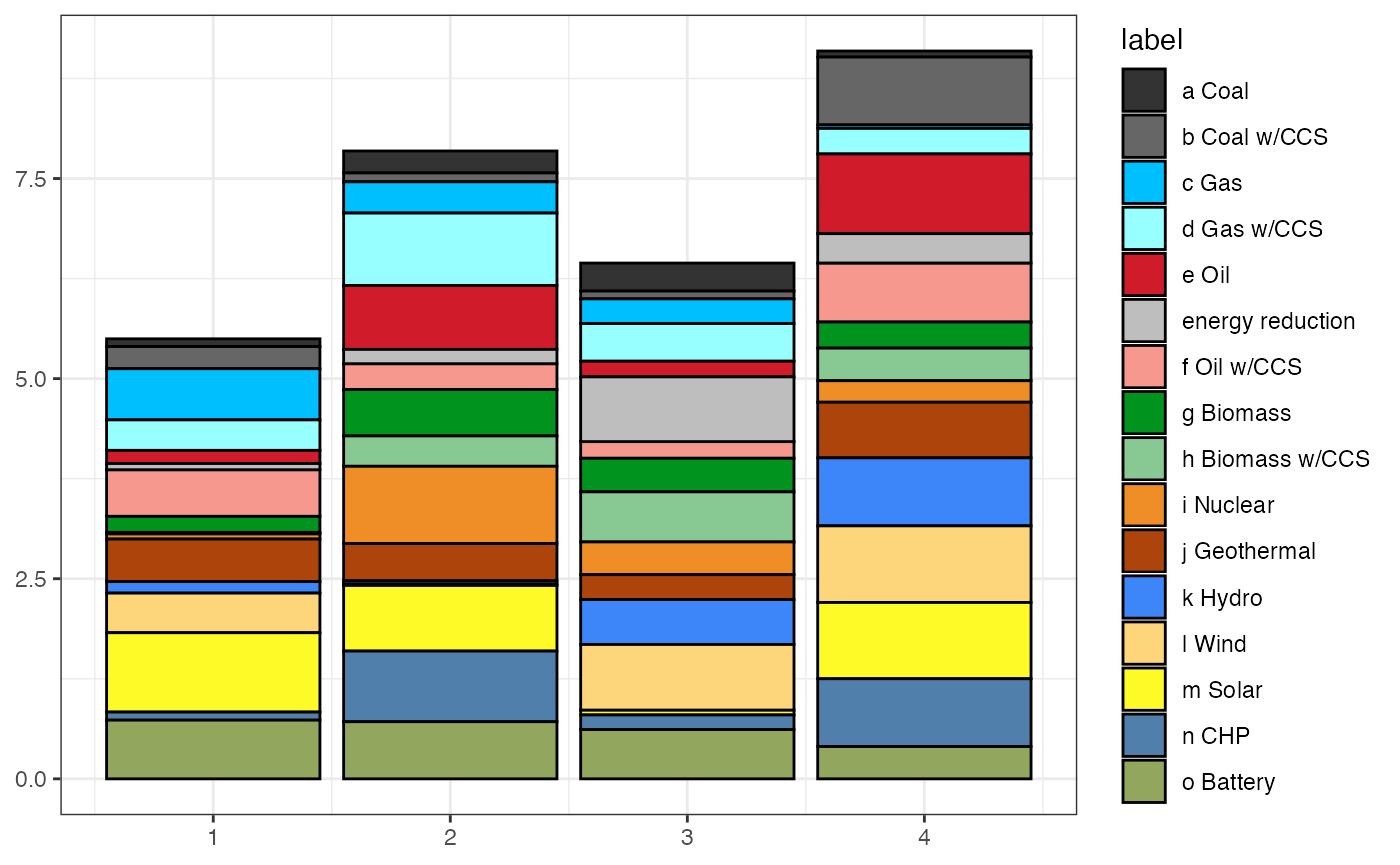 label
a Coal
b Coal w/CCS
c Gas
d Gas w/CCS
e Oil
energy reduction
f Oil w/CCS
g Biomass
h Biomass w/CCS
i Nuclear
j Geothermal
k Hydro
l Wind
m Solar
n CHP
o Battery
7.5
5.0
2.5
0.0
1 2 3 4